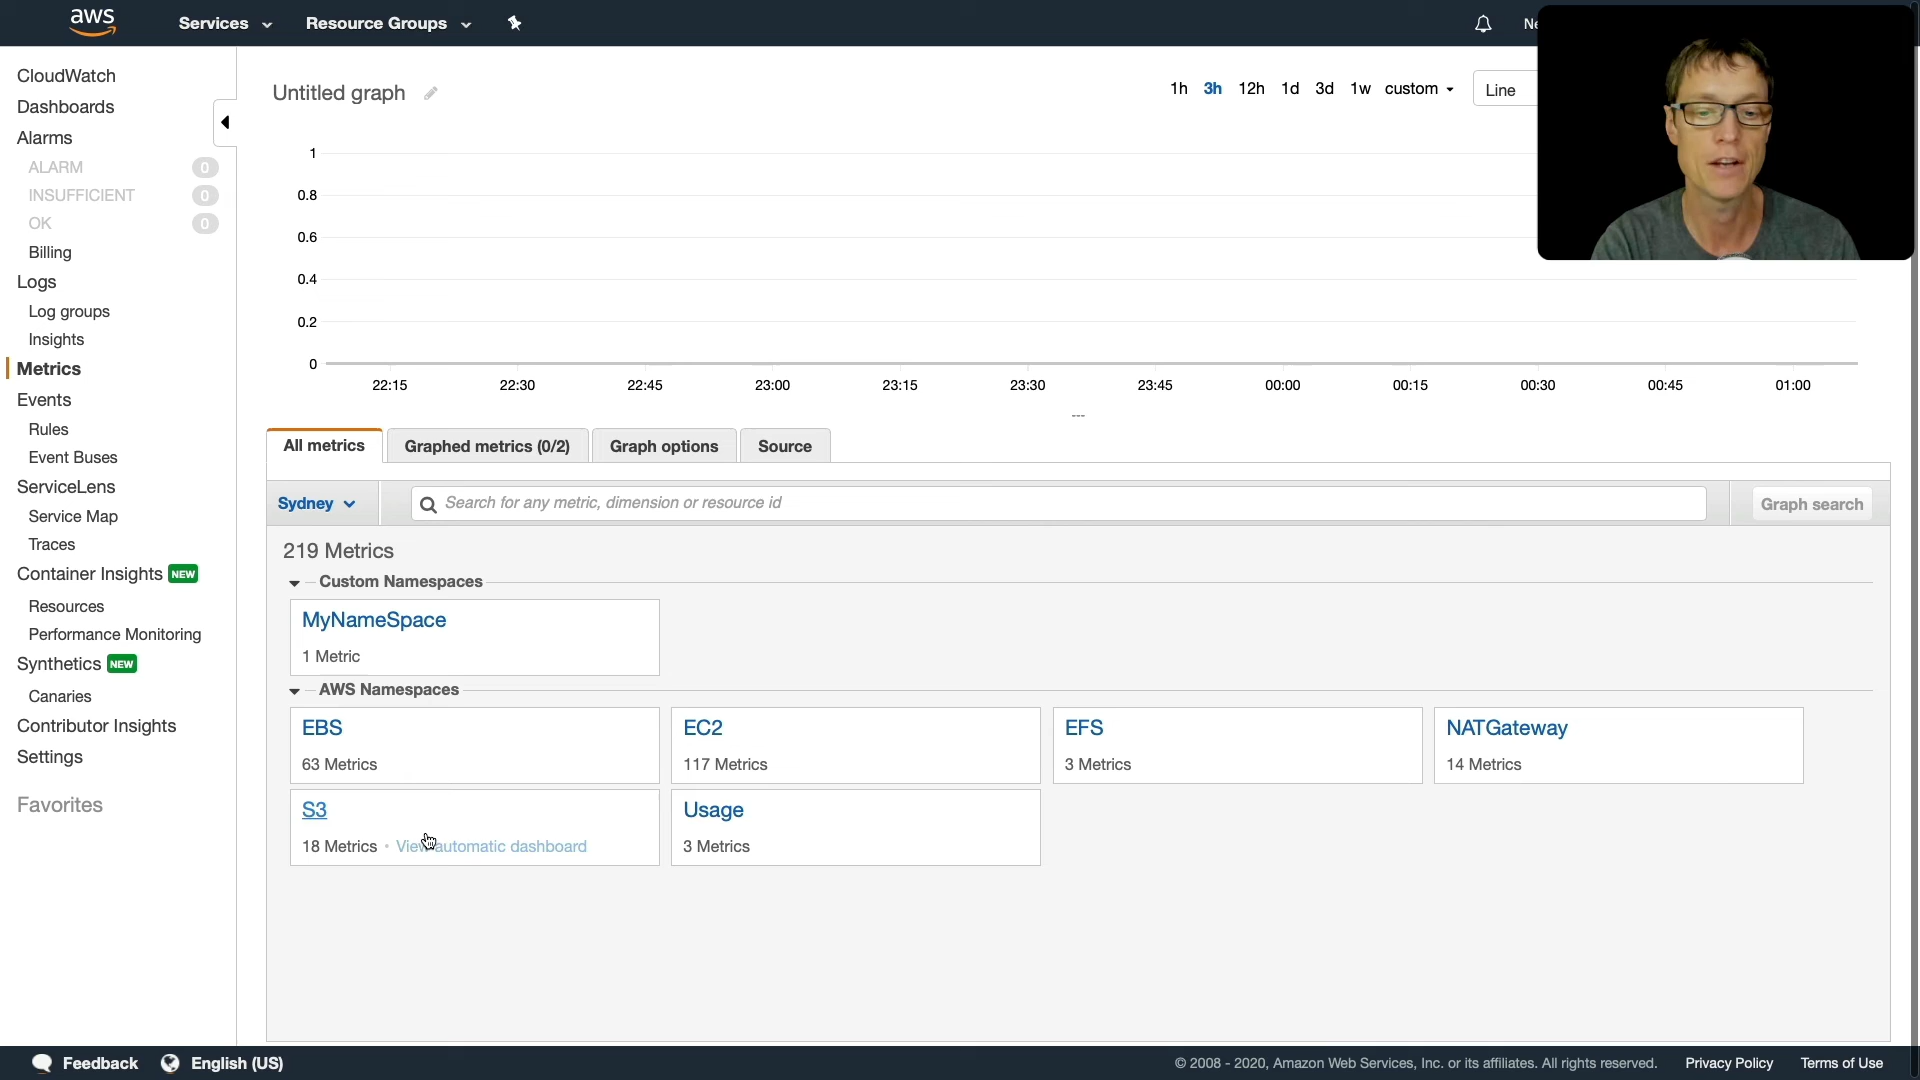 aws
Services
Resource Groups
CloudWatch
Dashboards
Alarms
ALARM 0
INSUFFICIENT 0
OK 0
Billing
Logs
Log groups
Insights
Metrics
Events
Rules
Event Buses
ServiceLens
Service Map
Traces
Container Insights NEW
Resources
Performance Monitoring
Synthetics NEW
Canaries
Contributor Insights
Settings
Favorites
Untitled graph
1h 3h 12h 1d 3d 1w custom
Line
1
0.8
0.6
0.4
0.2
0
22:15 22:30 22:45 23:00 23:15 23:30 23:45 00:00 00:15 00:30 00:45 01:00
All metrics
Graphed metrics (0/2)
Graph options
Source
Sydney
Search for any metric, dimension or resource id
Graph search
219 Metrics
Custom Namespaces
MyNameSpace
1 Metric
AWS Namespaces
EBS
63 Metrics
EC2
117 Metrics
EFS
3 Metrics
NATGateway
14 Metrics
S3
18 Metrics • View automatic dashboard
Usage
3 Metrics
Feedback
English (US)
© 2008 - 2020, Amazon Web Services, Inc. or its affiliates. All rights reserved.
Privacy Policy
Terms of Use